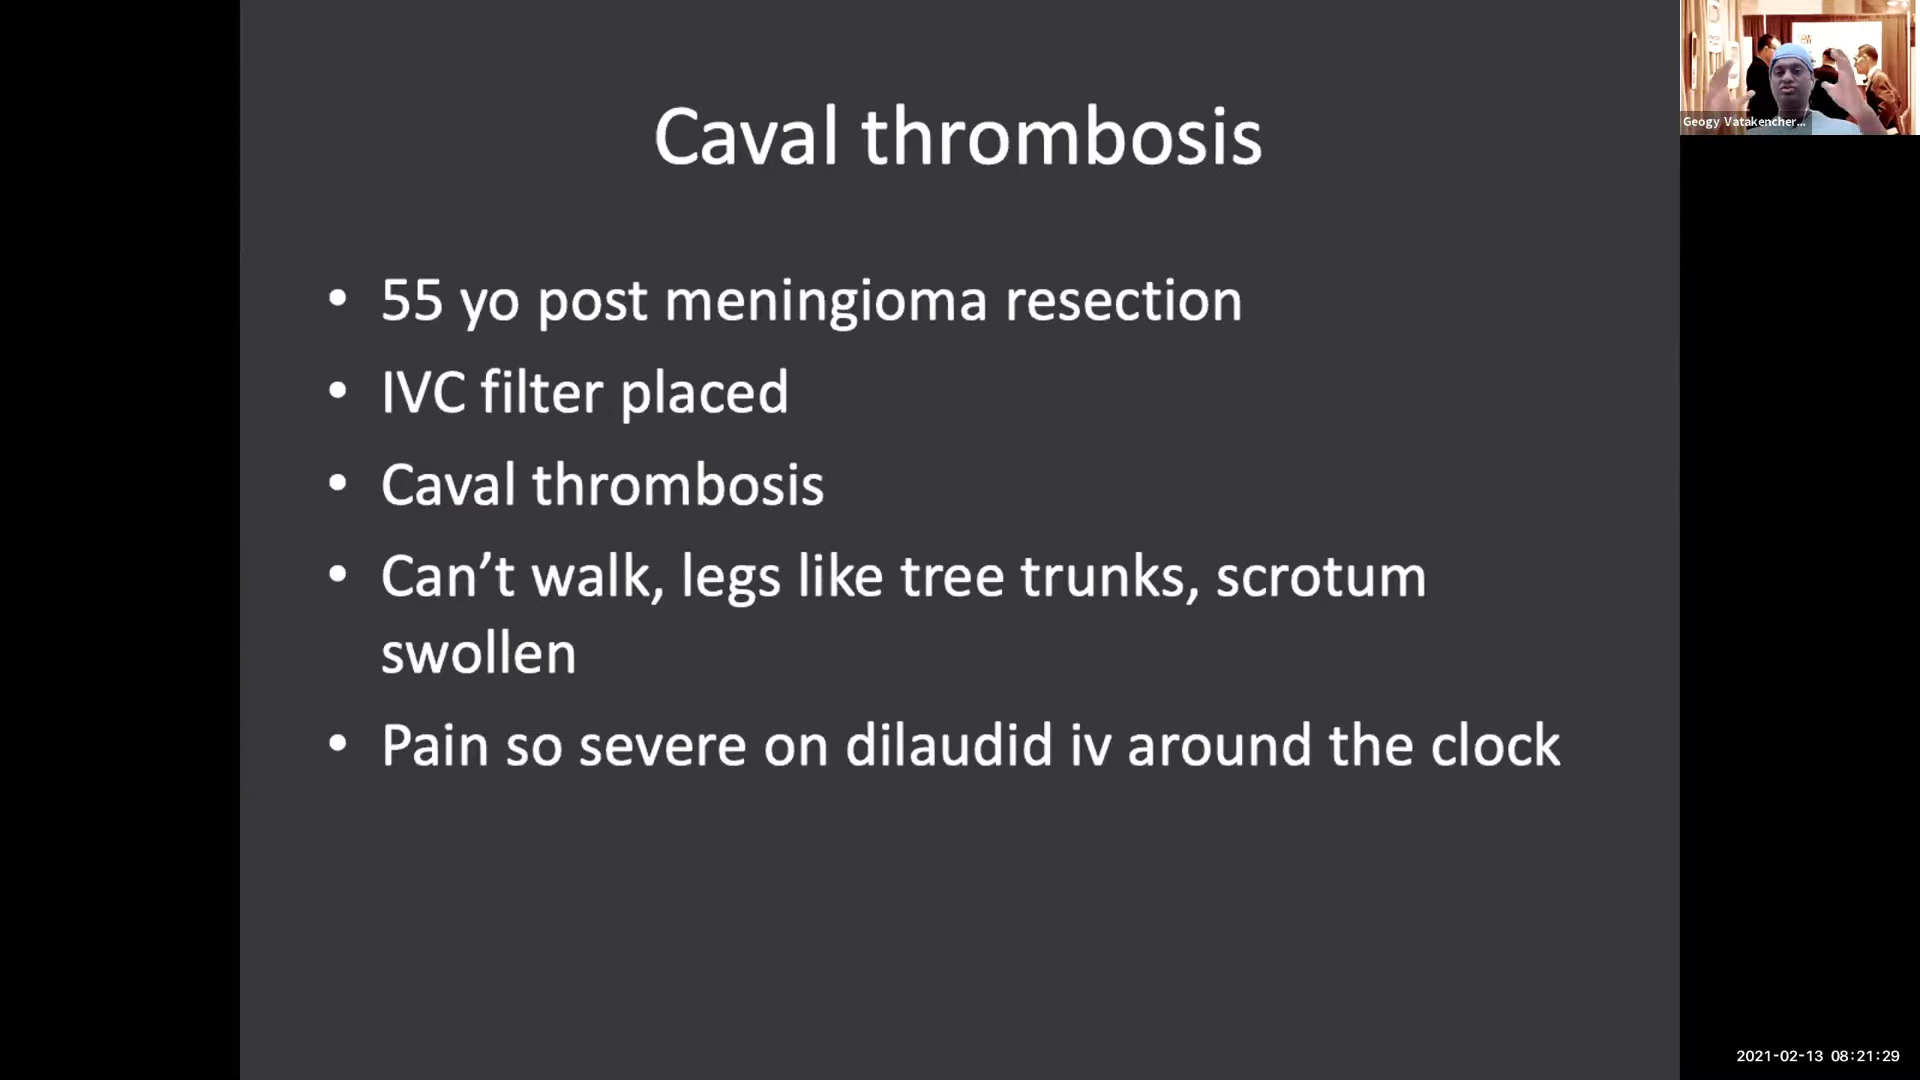 Caval thrombosis
• 55 yo post meningioma resection
• IVC filter placed
• Caval thrombosis
• Can’t walk, legs like tree trunks, scrotum
swollen
• Pain so severe on dilaudid iv around the clock
Geogy Vatakencher...
2021-02-13 08:21:29